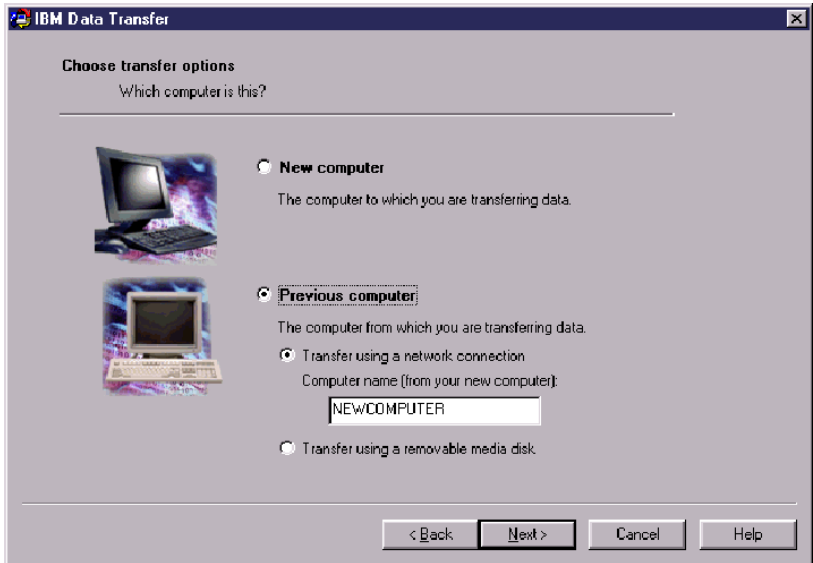 IBM Data Transfer
Choose transfer options
Which computer is this?
New computer
The computer to which you are transferring data.
Previous computer
The computer from which you are transferring data.
Transfer using a network connection
Computer name (from your new computer):
NEWCOMPUTER
Transfer using a removable media disk.
< Back
Next >
Cancel
Help